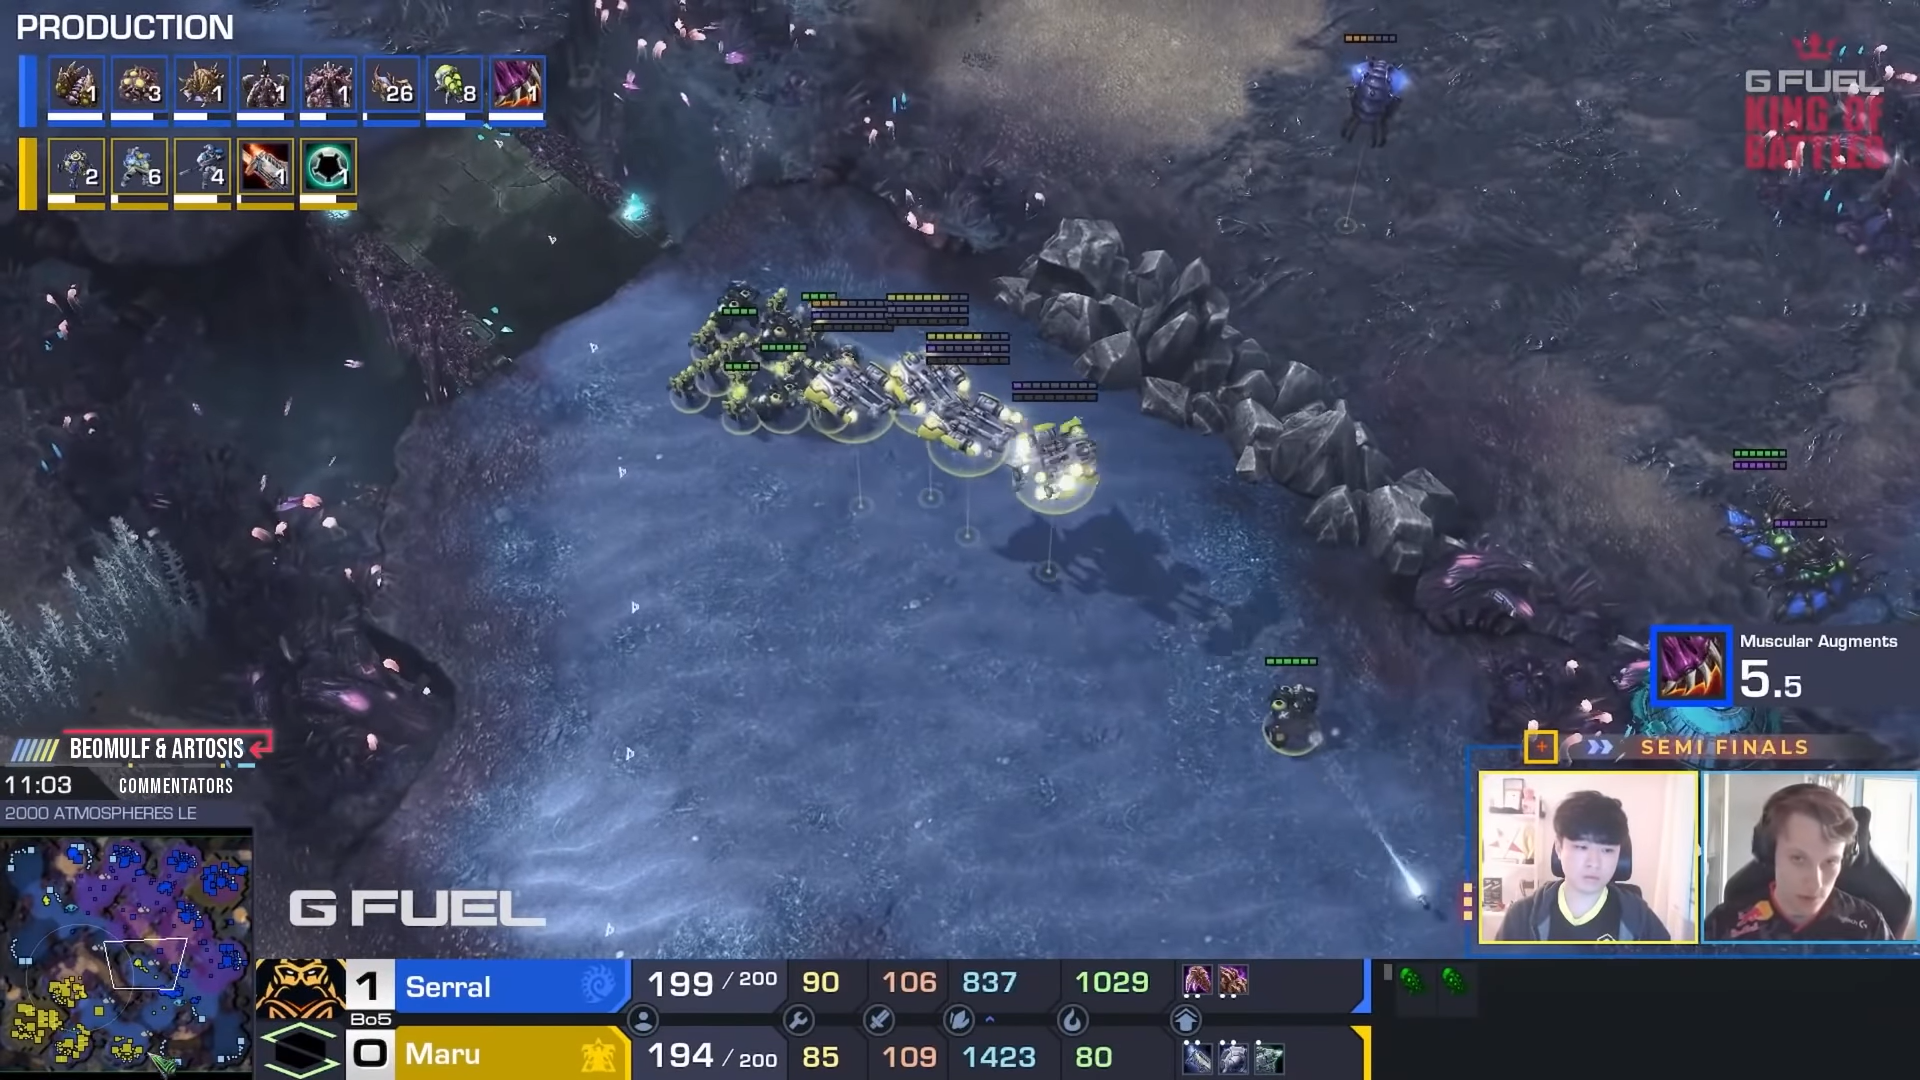 PRODUCTION
1 3 1 1 1 26 8 1
2 6 4 1 1
G FUEL
KING OF
BATTLES
Muscular Augments
5.5
SEMI FINALS
BEOMULF & ARTOSIS
COMMENTATORS
11:03
2000 ATMOSPHERES LE
G FUEL
1 Serral 199 / 200 90 106 837 1029
Bo5
0 Maru 194 / 200 85 109 1423 80